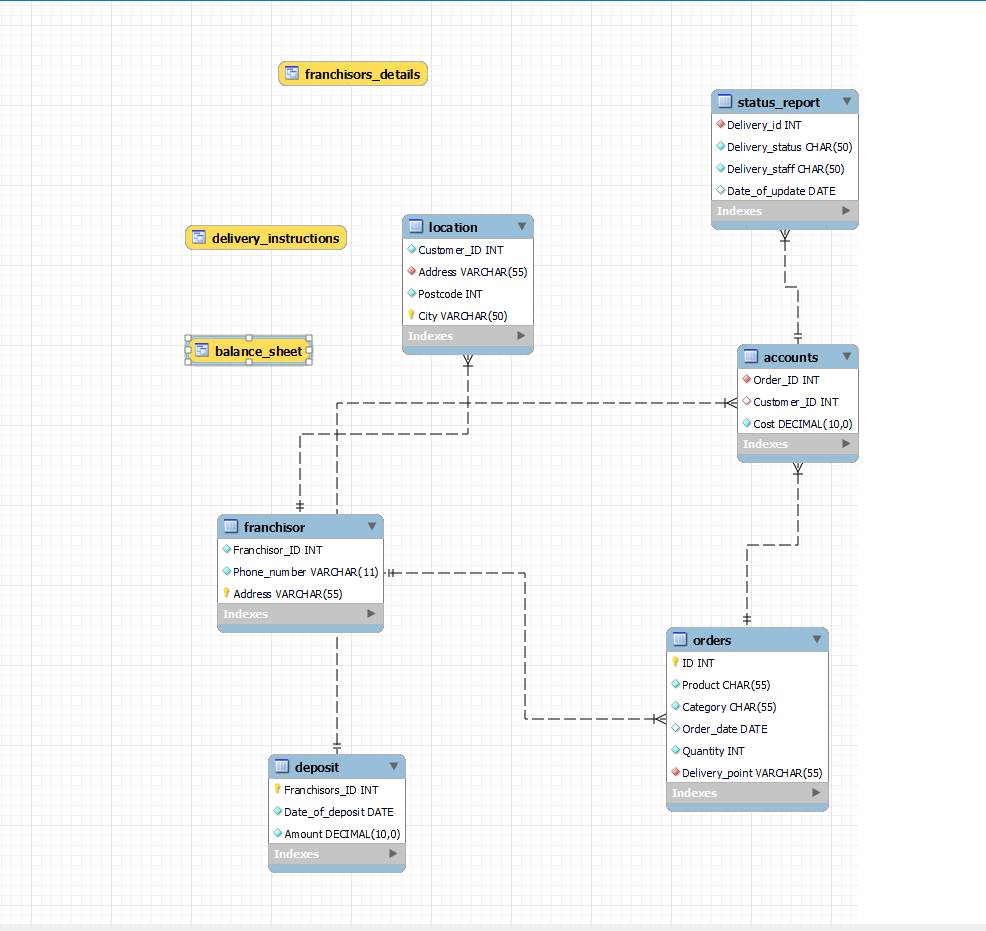 franchisors_details
status_report
Delivery_id INT
Delivery_status CHAR(50)
Delivery_staff CHAR(50)
Date_of_update DATE
Indexes
delivery_instructions
location
Customer_ID INT
Address VARCHAR(55)
Postcode INT
City VARCHAR(50)
Indexes
balance_sheet
accounts
Order_ID INT
Customer_ID INT
Cost DECIMAL(10,0)
Indexes
franchisor
Franchisor_ID INT
Phone_number VARCHAR(11)
Address VARCHAR(55)
Indexes
orders
ID INT
Product CHAR(55)
Category CHAR(55)
Order_date DATE
Quantity INT
Delivery_point VARCHAR(55)
Indexes
deposit
Franchisors_ID INT
Date_of_deposit DATE
Amount DECIMAL(10,0)
Indexes